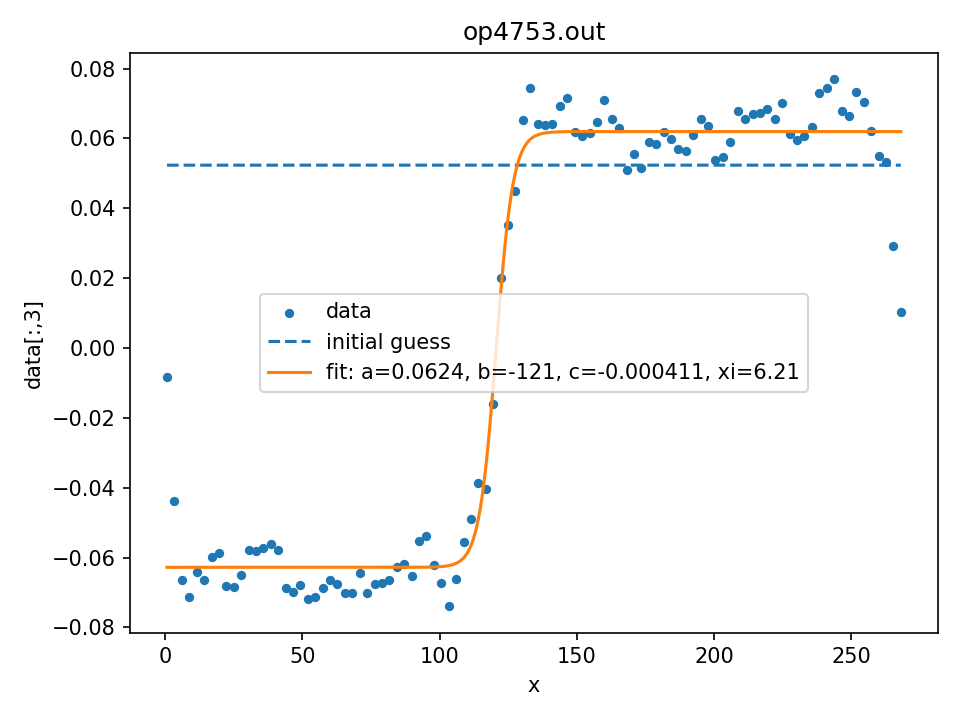 op4753.out
0.08
0.06
0.04
0.02
0.00
−0.02
−0.04
−0.06
−0.08
data[:,3]
data
initial guess
fit: a=0.0624, b=-121, c=-0.000411, xi=6.21
0 50 100 150 200 250
x